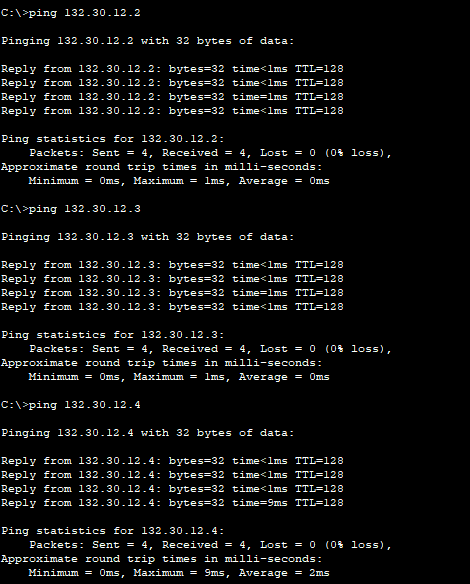 C:\>ping 132.30.12.2
Pinging 132.30.12.2 with 32 bytes of data:
Reply from 132.30.12.2: bytes=32 time<1ms TTL=128
Reply from 132.30.12.2: bytes=32 time<1ms TTL=128
Reply from 132.30.12.2: bytes=32 time=1ms TTL=128
Reply from 132.30.12.2: bytes=32 time<1ms TTL=128
Ping statistics for 132.30.12.2:
Packets: Sent = 4, Received = 4, Lost = 0 (0% loss),
Approximate round trip times in milli-seconds:
Minimum = 0ms, Maximum = 1ms, Average = 0ms
C:\>ping 132.30.12.3
Pinging 132.30.12.3 with 32 bytes of data:
Reply from 132.30.12.3: bytes=32 time<1ms TTL=128
Reply from 132.30.12.3: bytes=32 time<1ms TTL=128
Reply from 132.30.12.3: bytes=32 time=1ms TTL=128
Reply from 132.30.12.3: bytes=32 time<1ms TTL=128
Ping statistics for 132.30.12.3:
Packets: Sent = 4, Received = 4, Lost = 0 (0% loss),
Approximate round trip times in milli-seconds:
Minimum = 0ms, Maximum = 1ms, Average = 0ms
C:\>ping 132.30.12.4
Pinging 132.30.12.4 with 32 bytes of data:
Reply from 132.30.12.4: bytes=32 time<1ms TTL=128
Reply from 132.30.12.4: bytes=32 time<1ms TTL=128
Reply from 132.30.12.4: bytes=32 time<1ms TTL=128
Reply from 132.30.12.4: bytes=32 time=9ms TTL=128
Ping statistics for 132.30.12.4:
Packets: Sent = 4, Received = 4, Lost = 0 (0% loss),
Approximate round trip times in milli-seconds:
Minimum = 0ms, Maximum = 9ms, Average = 2ms